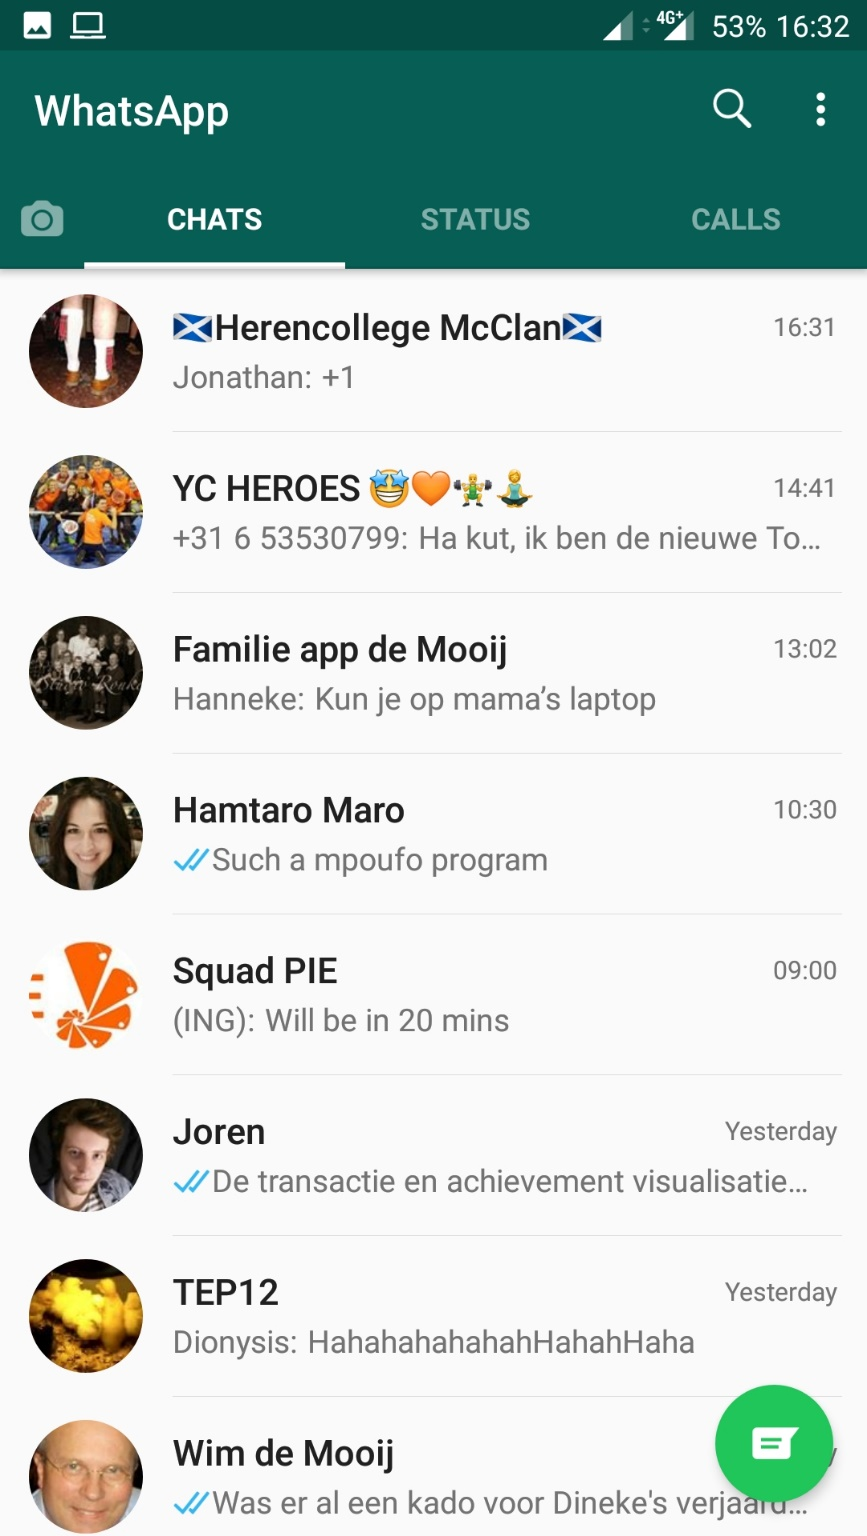 4G+ 53% 16:32
WhatsApp
CHATS STATUS CALLS
🏴󠁧󠁢󠁳󠁣󠁴󠁿Herencollege McClan🏴󠁧󠁢󠁳󠁣󠁴󠁿 16:31
Jonathan: +1
YC HEROES 🤩🧡🏋️🧘 14:41
+31 6 53530799: Ha kut, ik ben de nieuwe To...
Familie app de Mooij 13:02
Hanneke: Kun je op mama’s laptop
Hamtaro Maro 10:30
Such a mpoufo program
Squad PIE 09:00
(ING): Will be in 20 mins
Joren Yesterday
De transactie en achievement visualisatie...
TEP12 Yesterday
Dionysis: HahahahahahahHahahHaha
Wim de Mooij
Was er al een kado voor Dineke's verjaard...